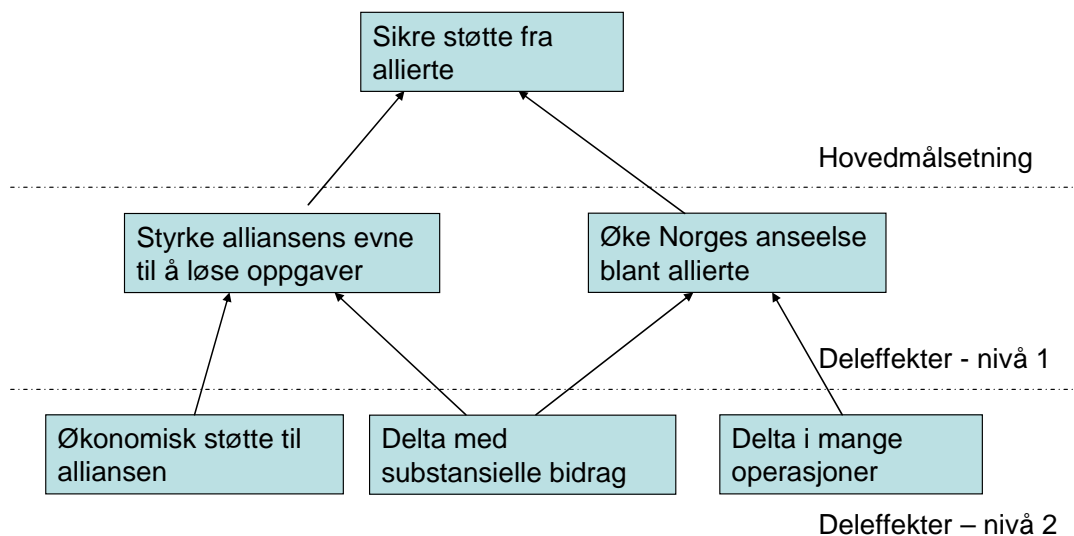 Sikre støtte fra
allierte
Hovedmålsetning
Styrke alliansens evne
til å løse oppgaver
Øke Norges anseelse
blant allierte
Deleffekter - nivå 1
Økonomisk støtte til
alliansen
Delta med
substansielle bidrag
Delta i mange
operasjoner
Deleffekter – nivå 2